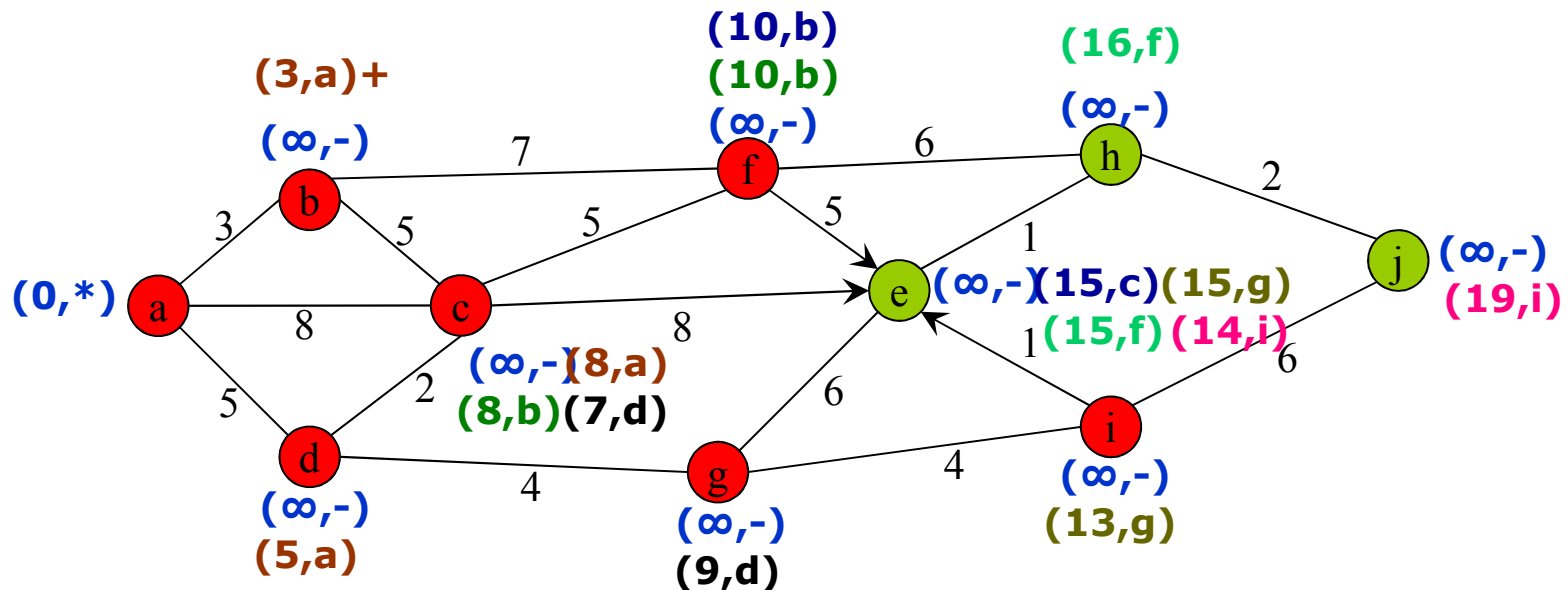 (10,b)
(16,f)
(3,a)+
(10,b)
(∞,-)
(∞,-)
(∞,-)
7
6
f
h
2
b
3
5
5
5
1
j
(∞,-)
(0,*)
a
c
e
(∞,-)
(15,c)
(15,g)
(19,i)
8
8
(15,f)
(14,i)
1
6
(∞,-)
(8,a)
5
2
6
(8,b)
(7,d)
d
i
4
g
4
(∞,-)
(∞,-)
(∞,-)
(5,a)
(9,d)
(13,g)